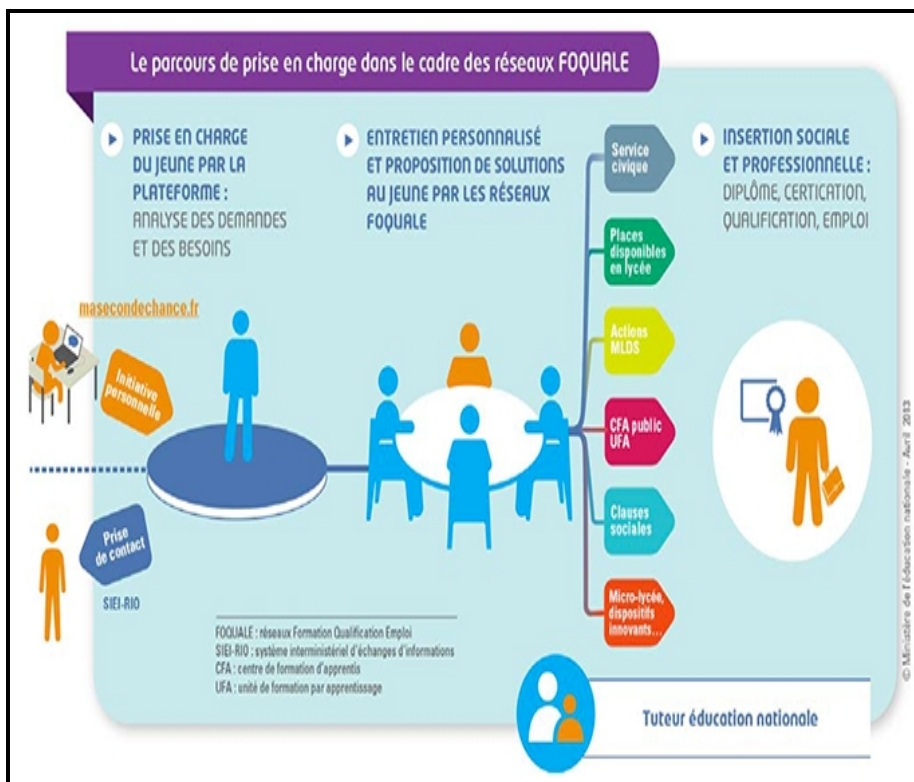 Le parcours de prise en charge dans le cadre des réseaux FOQUALE
PRISE EN CHARGE
DU JEUNE PAR LA
PLATEFORME :
ANALYSE DES DEMANDES
ET DES BESOINS
ENTRETIEN PERSONNALISÉ
ET PROPOSITION DE SOLUTIONS
AU JEUNE PAR LES RÉSEAUX
FOQUALE
Service
civique
Places
disponibles
en lycée
Actions
MLDS
CFA public
UFA
Clauses
sociales
Micro-lycée,
dispositifs
innovants...
INSERTION SOCIALE
ET PROFESSIONNELLE :
DIPLÔME, CERTICATION,
QUALIFICATION, EMPLOI
masecondechance.fr
Initiative
personnelle
Prise
de contact
SIEI-RIO
FOQUALE : réseaux Formation Qualification Emploi
SIEI-RIO : système interministériel d'échanges d'informations
CFA : centre de formation d'apprentis
UFA : unité de formation par apprentissage
Tuteur éducation nationale
© Ministère de l'éducation nationale - Avril 2013